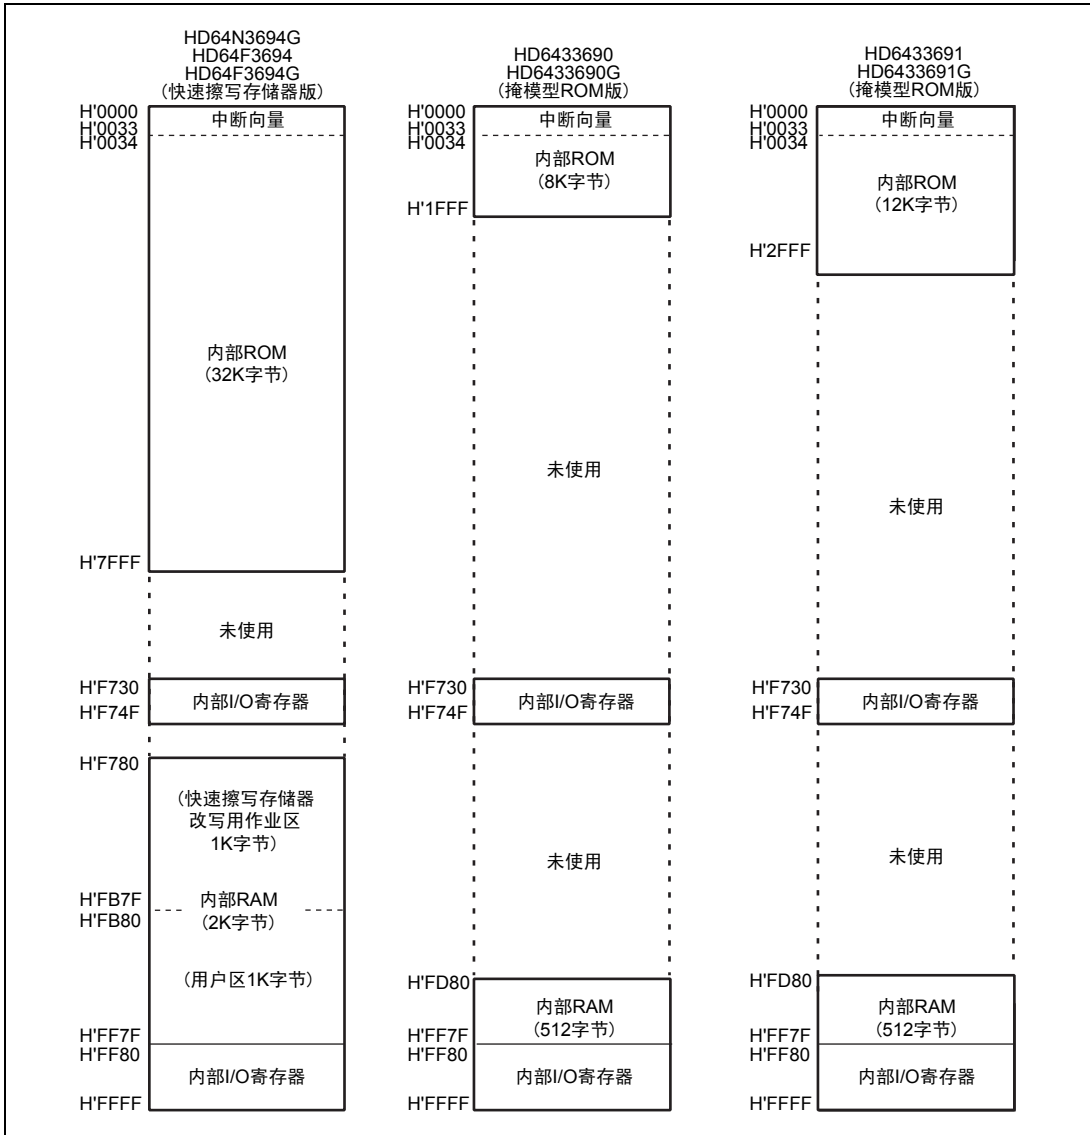 HD64N3694G
HD64F3694
HD64F3694G
(快速擦写存储器版)
H'0000
H'0033
H'0034
中断向量
内部ROM
(32K字节)
H'7FFF
未使用
H'F730
内部I/O寄存器
H'F74F
H'F780
(快速擦写存储器
改写用作业区
1K字节)
H'FB7F
H'FB80
内部RAM
(2K字节)
(用户区1K字节)
H'FF7F
H'FF80
内部I/O寄存器
H'FFFF
HD6433690
HD6433690G
(掩模型ROM版)
H'0000
H'0033
H'0034
中断向量
内部ROM
(8K字节)
H'1FFF
未使用
H'F730
内部I/O寄存器
H'F74F
未使用
H'FD80
内部RAM
(512字节)
H'FF7F
H'FF80
内部I/O寄存器
H'FFFF
HD6433691
HD6433691G
(掩模型ROM版)
H'0000
H'0033
H'0034
中断向量
内部ROM
(12K字节)
H'2FFF
未使用
H'F730
内部I/O寄存器
H'F74F
未使用
H'FD80
内部RAM
(512字节)
H'FF7F
H'FF80
内部I/O寄存器
H'FFFF